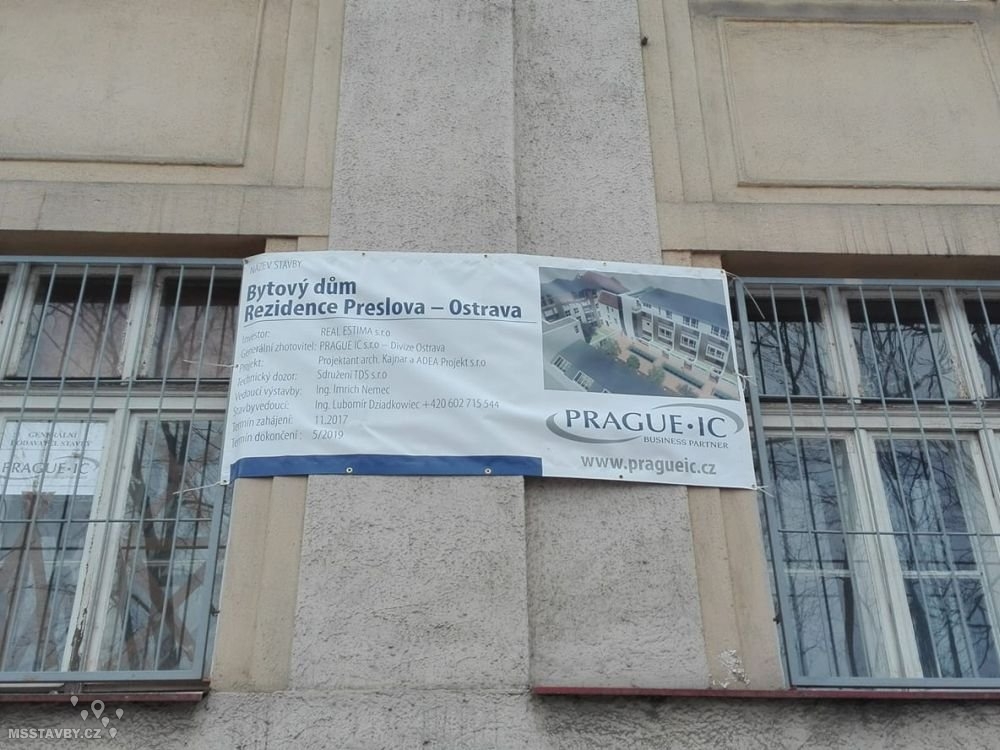 NÁZEV STAVBY
Bytový dům
Rezidence Preslova – Ostrava
Investor: REAL ESTIMA s.r.o
Generální zhotovitel: PRAGUE IC s.r.o – Divize Ostrava
Projekt: Projektant arch. Kajnar a ADEA Projekt s.r.o
Technický dozor: Sdružení TDS s.r.o
Vedoucí výstavby: Ing. Imrich Nemec
Stavbyvedoucí: Ing. Lubomír Dziadkowiec +420 602 715 544
Termín zahájení: 11.2017
Termín dokončení : 5/2019
PRAGUE·IC
BUSINESS PARTNER
www.pragueic.cz
GENERÁLNÍ
DODAVATEL STAVBY
PRAGUE·IC
MSSTAVBY.CZ